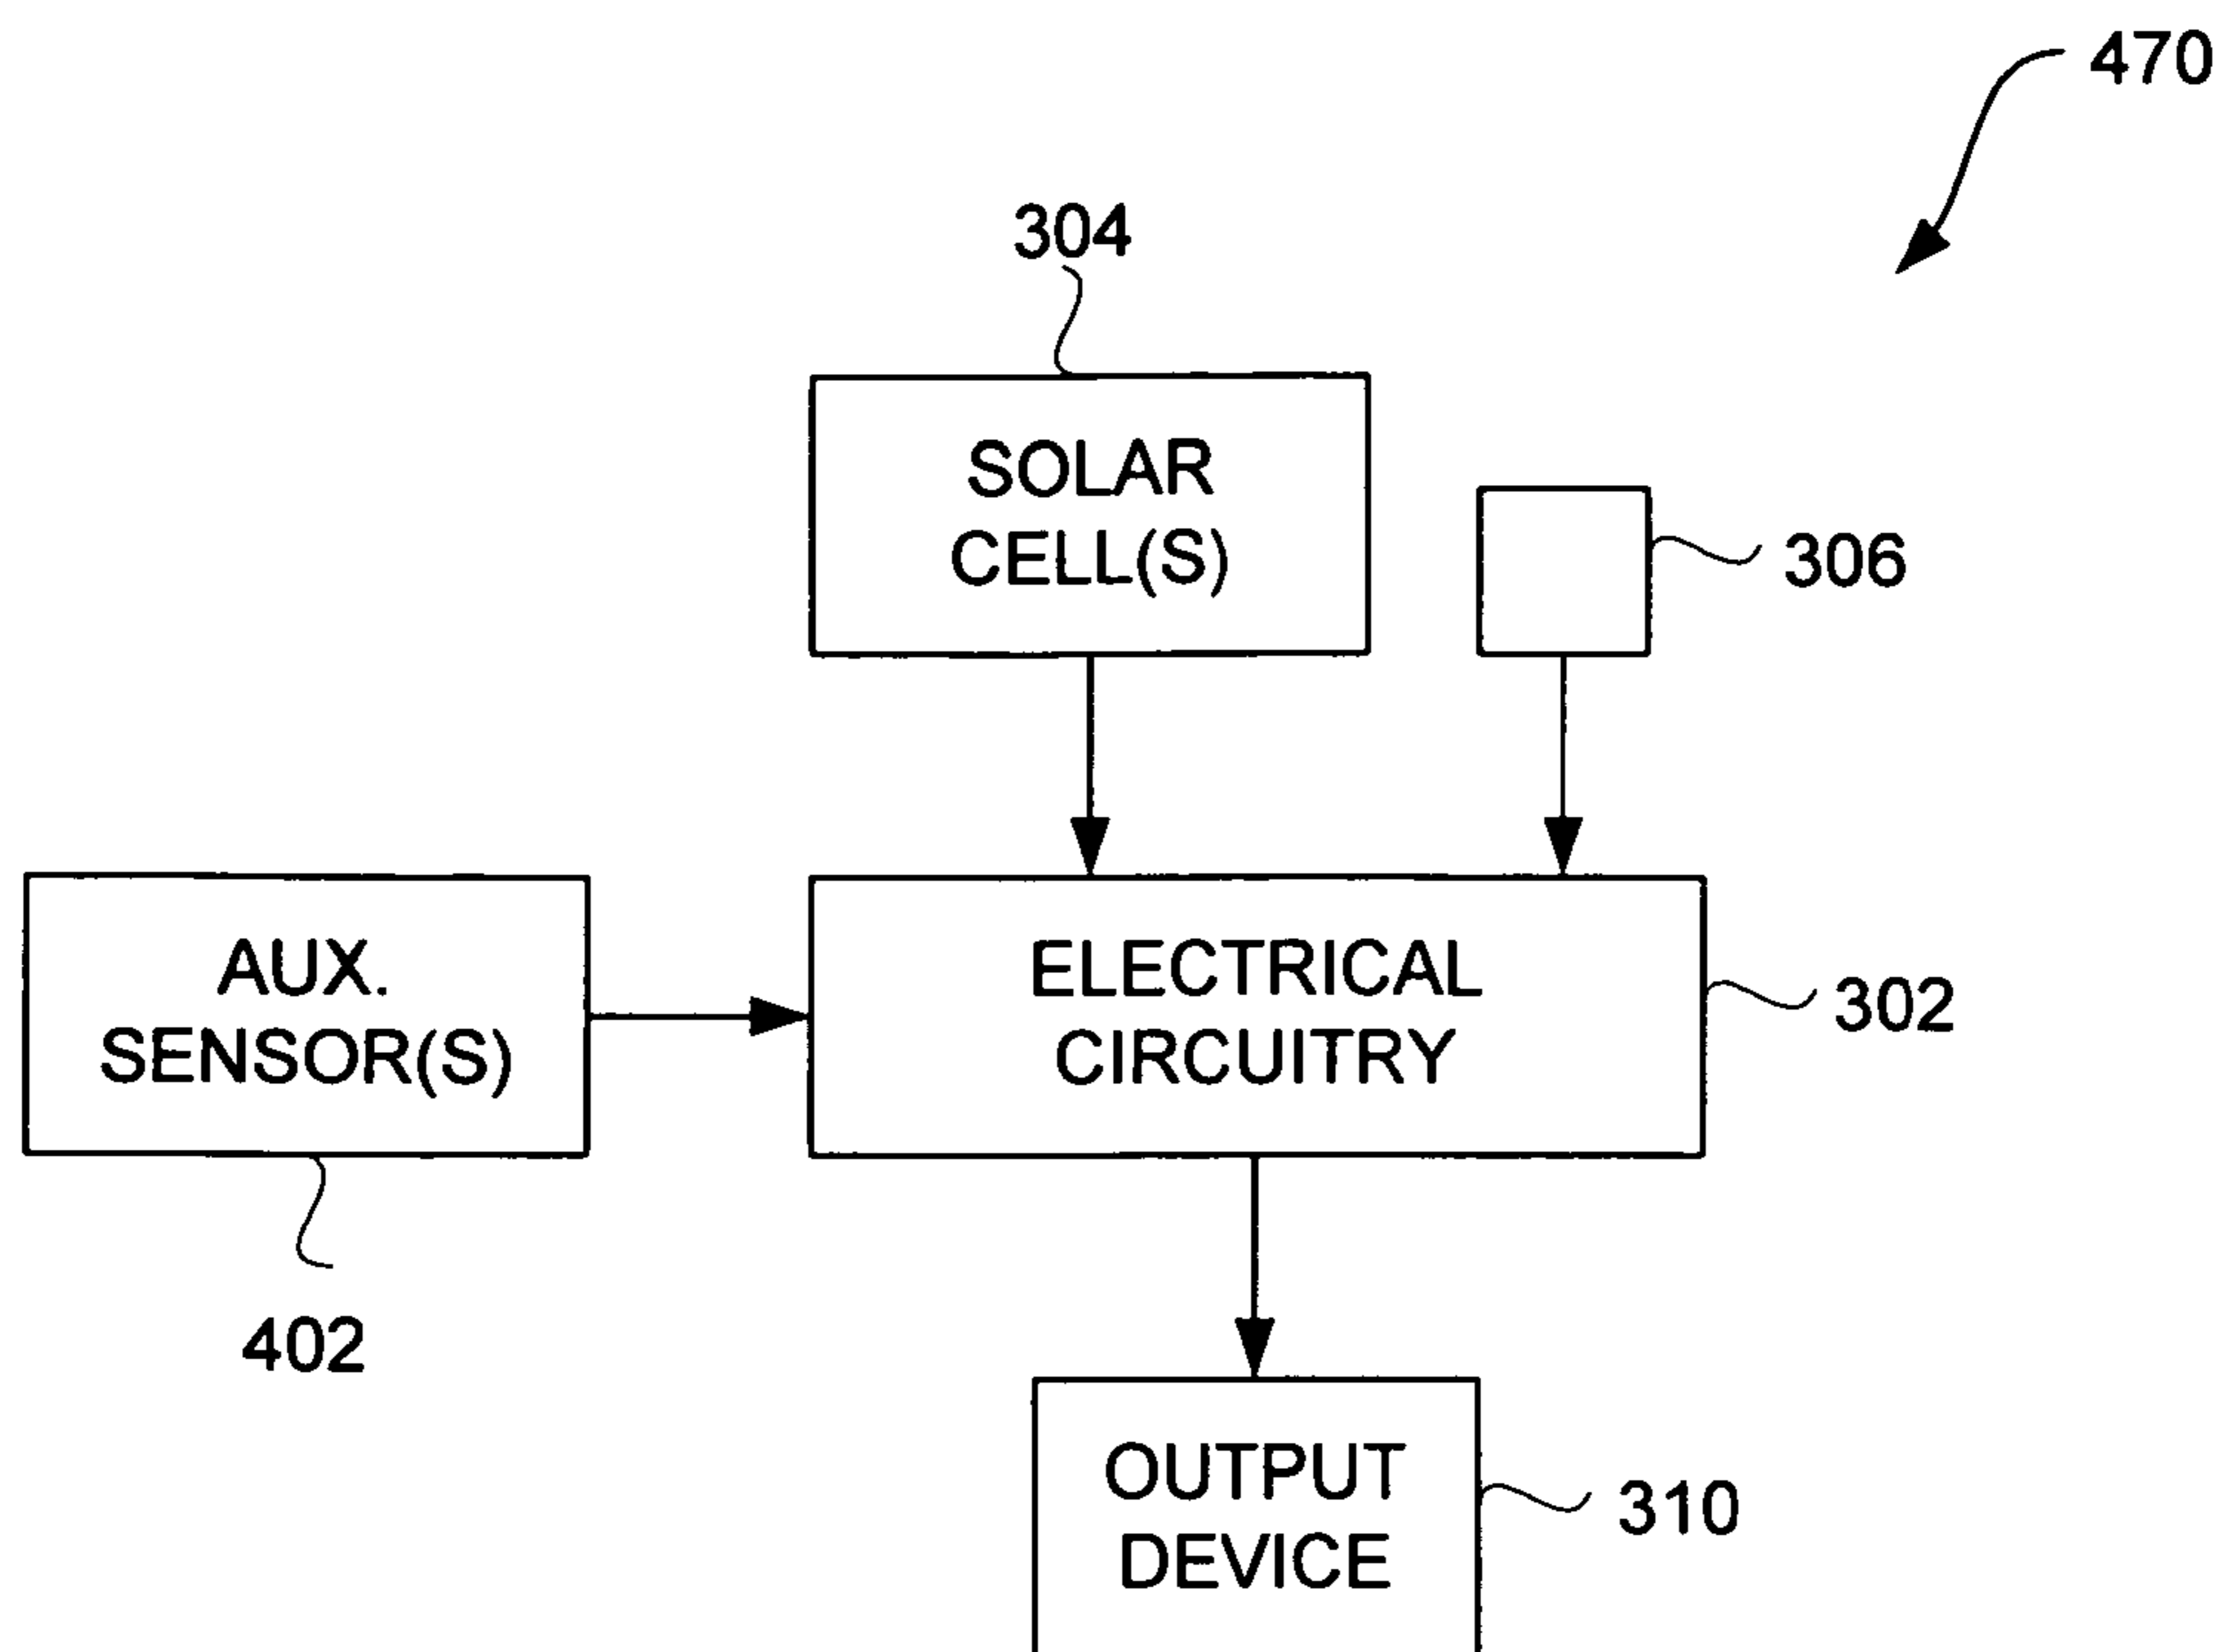 470
304
SOLAR
CELL(S)
306
AUX.
SENSOR(S)
ELECTRICAL
CIRCUITRY
302
402
OUTPUT
DEVICE
310